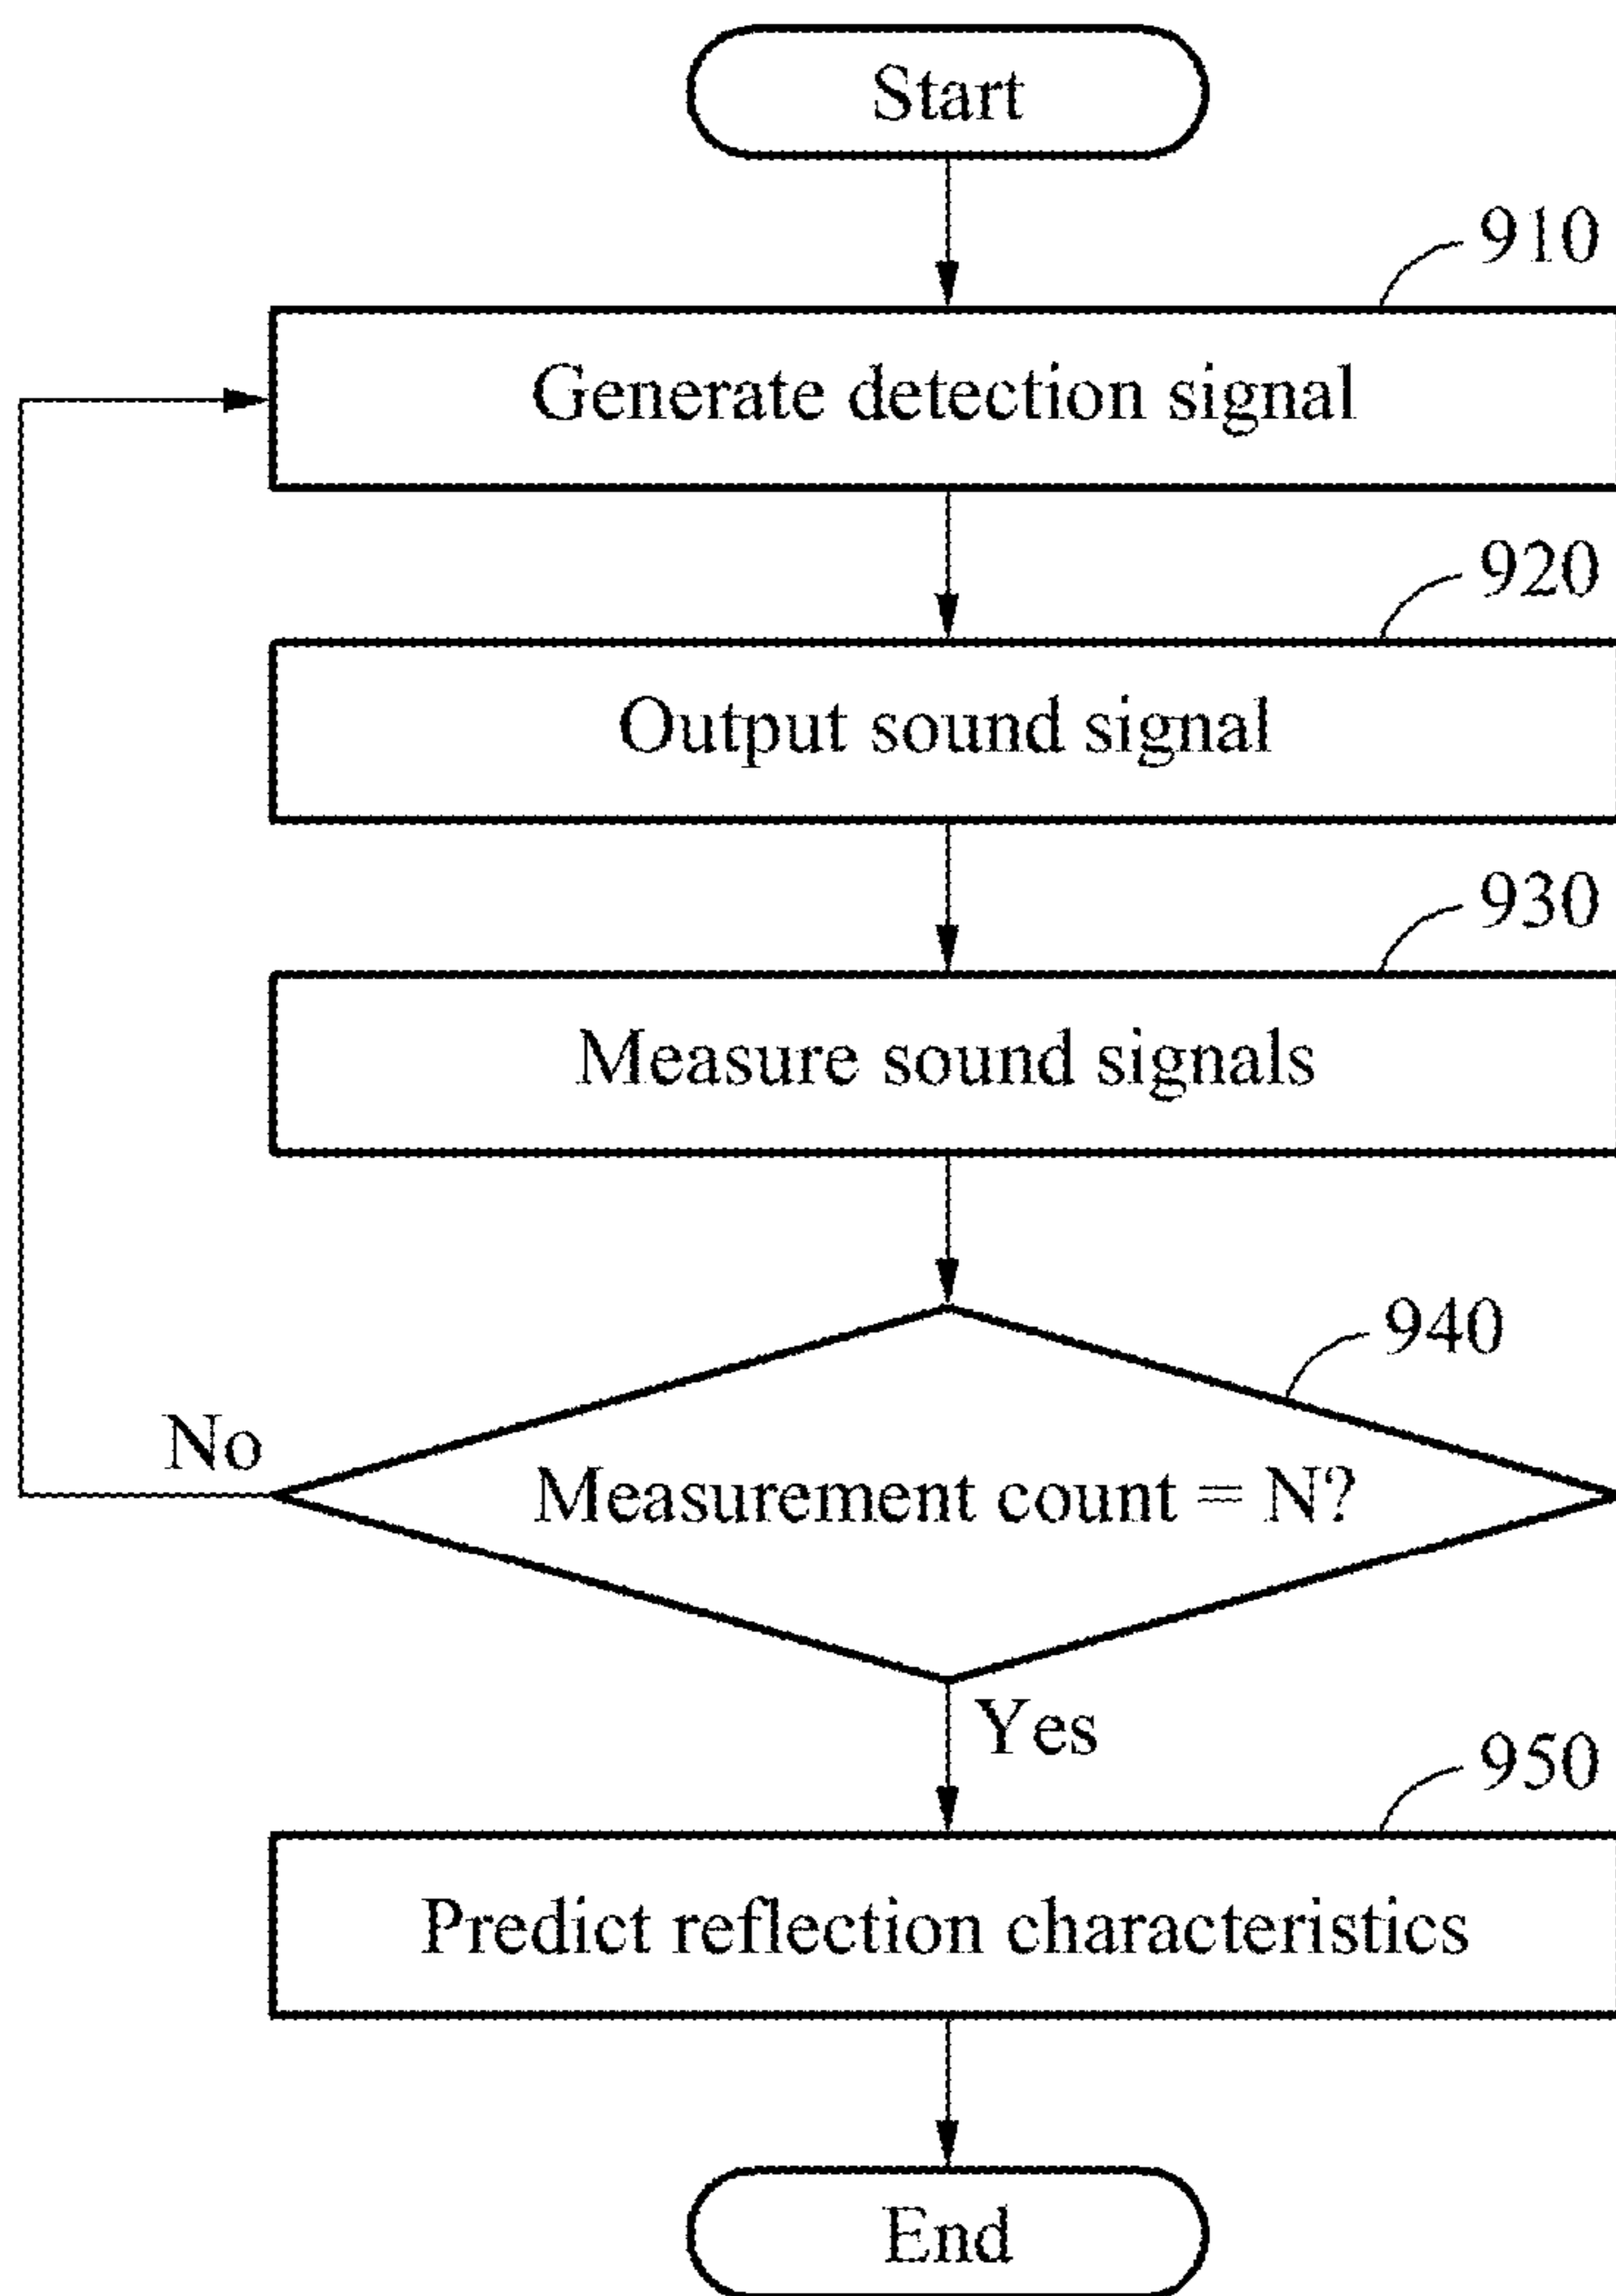 Start
910
Generate detection signal
920
Output sound signal
930
Measure sound signals
940
No
Measurement count = N?
Yes
950
Predict reflection characteristics
End